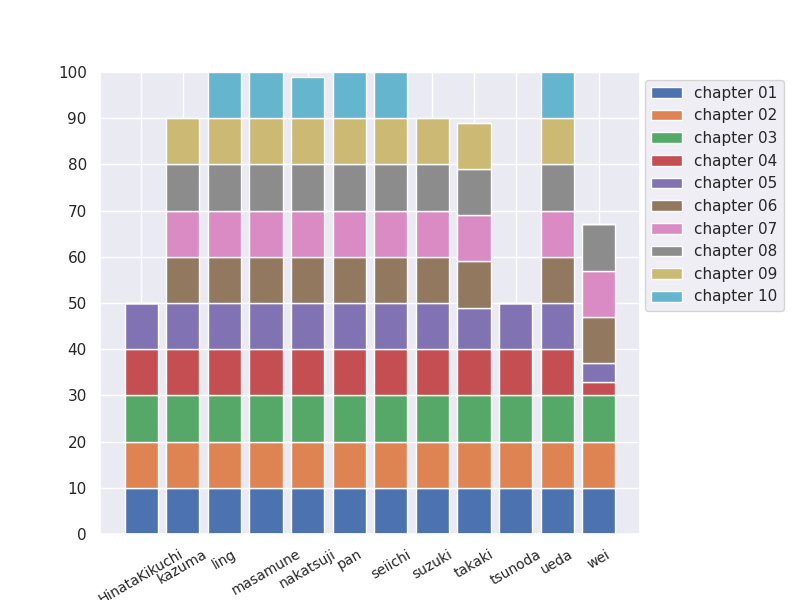 100
90
80
70
60
50
40
30
20
10
0
HinataKikuchi
kazuma
ling
masamune
nakatsuji
pan
seiichi
suzuki
takaki
tsunoda
ueda
wei
chapter 01
chapter 02
chapter 03
chapter 04
chapter 05
chapter 06
chapter 07
chapter 08
chapter 09
chapter 10